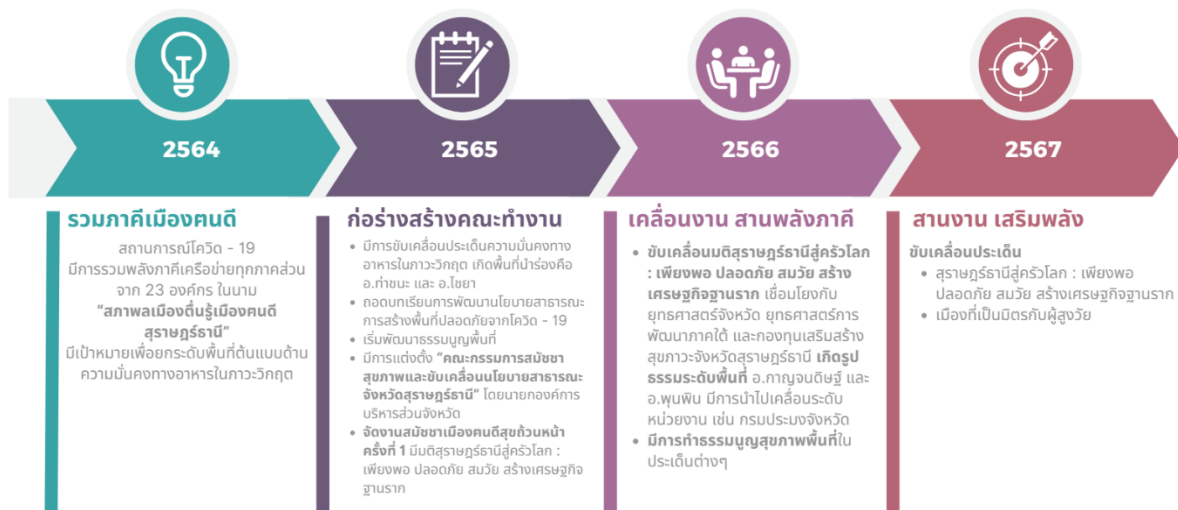 2564
2565
2566
2567
รวมภาคีเมืองฅนดี
สถานการณ์โควิด - 19
มีการรวมพลังภาคีเครือข่ายทุกภาคส่วน
จาก 23 องค์กร ในนาม
“สภาพลเมืองตื่นรู้เมืองฅนดี
สุราษฎร์ธานี”
มีเป้าหมายเพื่อยกระดับพื้นที่ต้นแบบด้าน
ความมั่นคงทางอาหารในภาวะวิกฤต
ก่อร่างสร้างคณะทำงาน
• มีการขับเคลื่อนประเด็นความมั่นคงทาง
อาหารในภาวะวิกฤต เกิดพื้นที่นำร่องคือ
อ.ท่าชนะ และ อ.ไชยา
• ถอดบทเรียนการพัฒนานโยบายสาธารณะ
การสร้างพื้นที่ปลอดภัยจากโควิด - 19
• เริ่มพัฒนาธรรมนูญพื้นที่
• มีการแต่งตั้ง “คณะกรรมการสมัชชา
สุขภาพและขับเคลื่อนนโยบายสาธารณะ
จังหวัดสุราษฎร์ธานี” โดยนายกองค์การ
บริหารส่วนจังหวัด
• จัดงานสมัชชาเมืองฅนดีสุขถ้วนหน้า
ครั้งที่ 1 มีมติสุราษฎร์ธานีสู่ครัวโลก :
เพียงพอ ปลอดภัย สมวัย สร้างเศรษฐกิจ
ฐานราก
เคลื่อนงาน สานพลังภาคี
• ขับเคลื่อนมติสุราษฎร์ธานีสู่ครัวโลก
: เพียงพอ ปลอดภัย สมวัย สร้าง
เศรษฐกิจฐานราก เชื่อมโยงกับ
ยุทธศาสตร์จังหวัด ยุทธศาสตร์การ
พัฒนาภาคใต้ และกองทุนเสริมสร้าง
สุขภาวะจังหวัดสุราษฎร์ธานี เกิดรูป
ธรรมระดับพื้นที่ อ.กาญจนดิษฐ์ และ
อ.พุนพิน มีการนำไปเคลื่อนระดับ
หน่วยงาน เช่น กรมประมงจังหวัด
• มีการทำธรรมนูญสุขภาพพื้นที่ใน
ประเด็นต่างๆ
สานงาน เสริมพลัง
ขับเคลื่อนประเด็น
• สุราษฎร์ธานีสู่ครัวโลก : เพียงพอ
ปลอดภัย สมวัย สร้างเศรษฐกิจฐานราก
• เมืองที่เป็นมิตรกับผู้สูงวัย